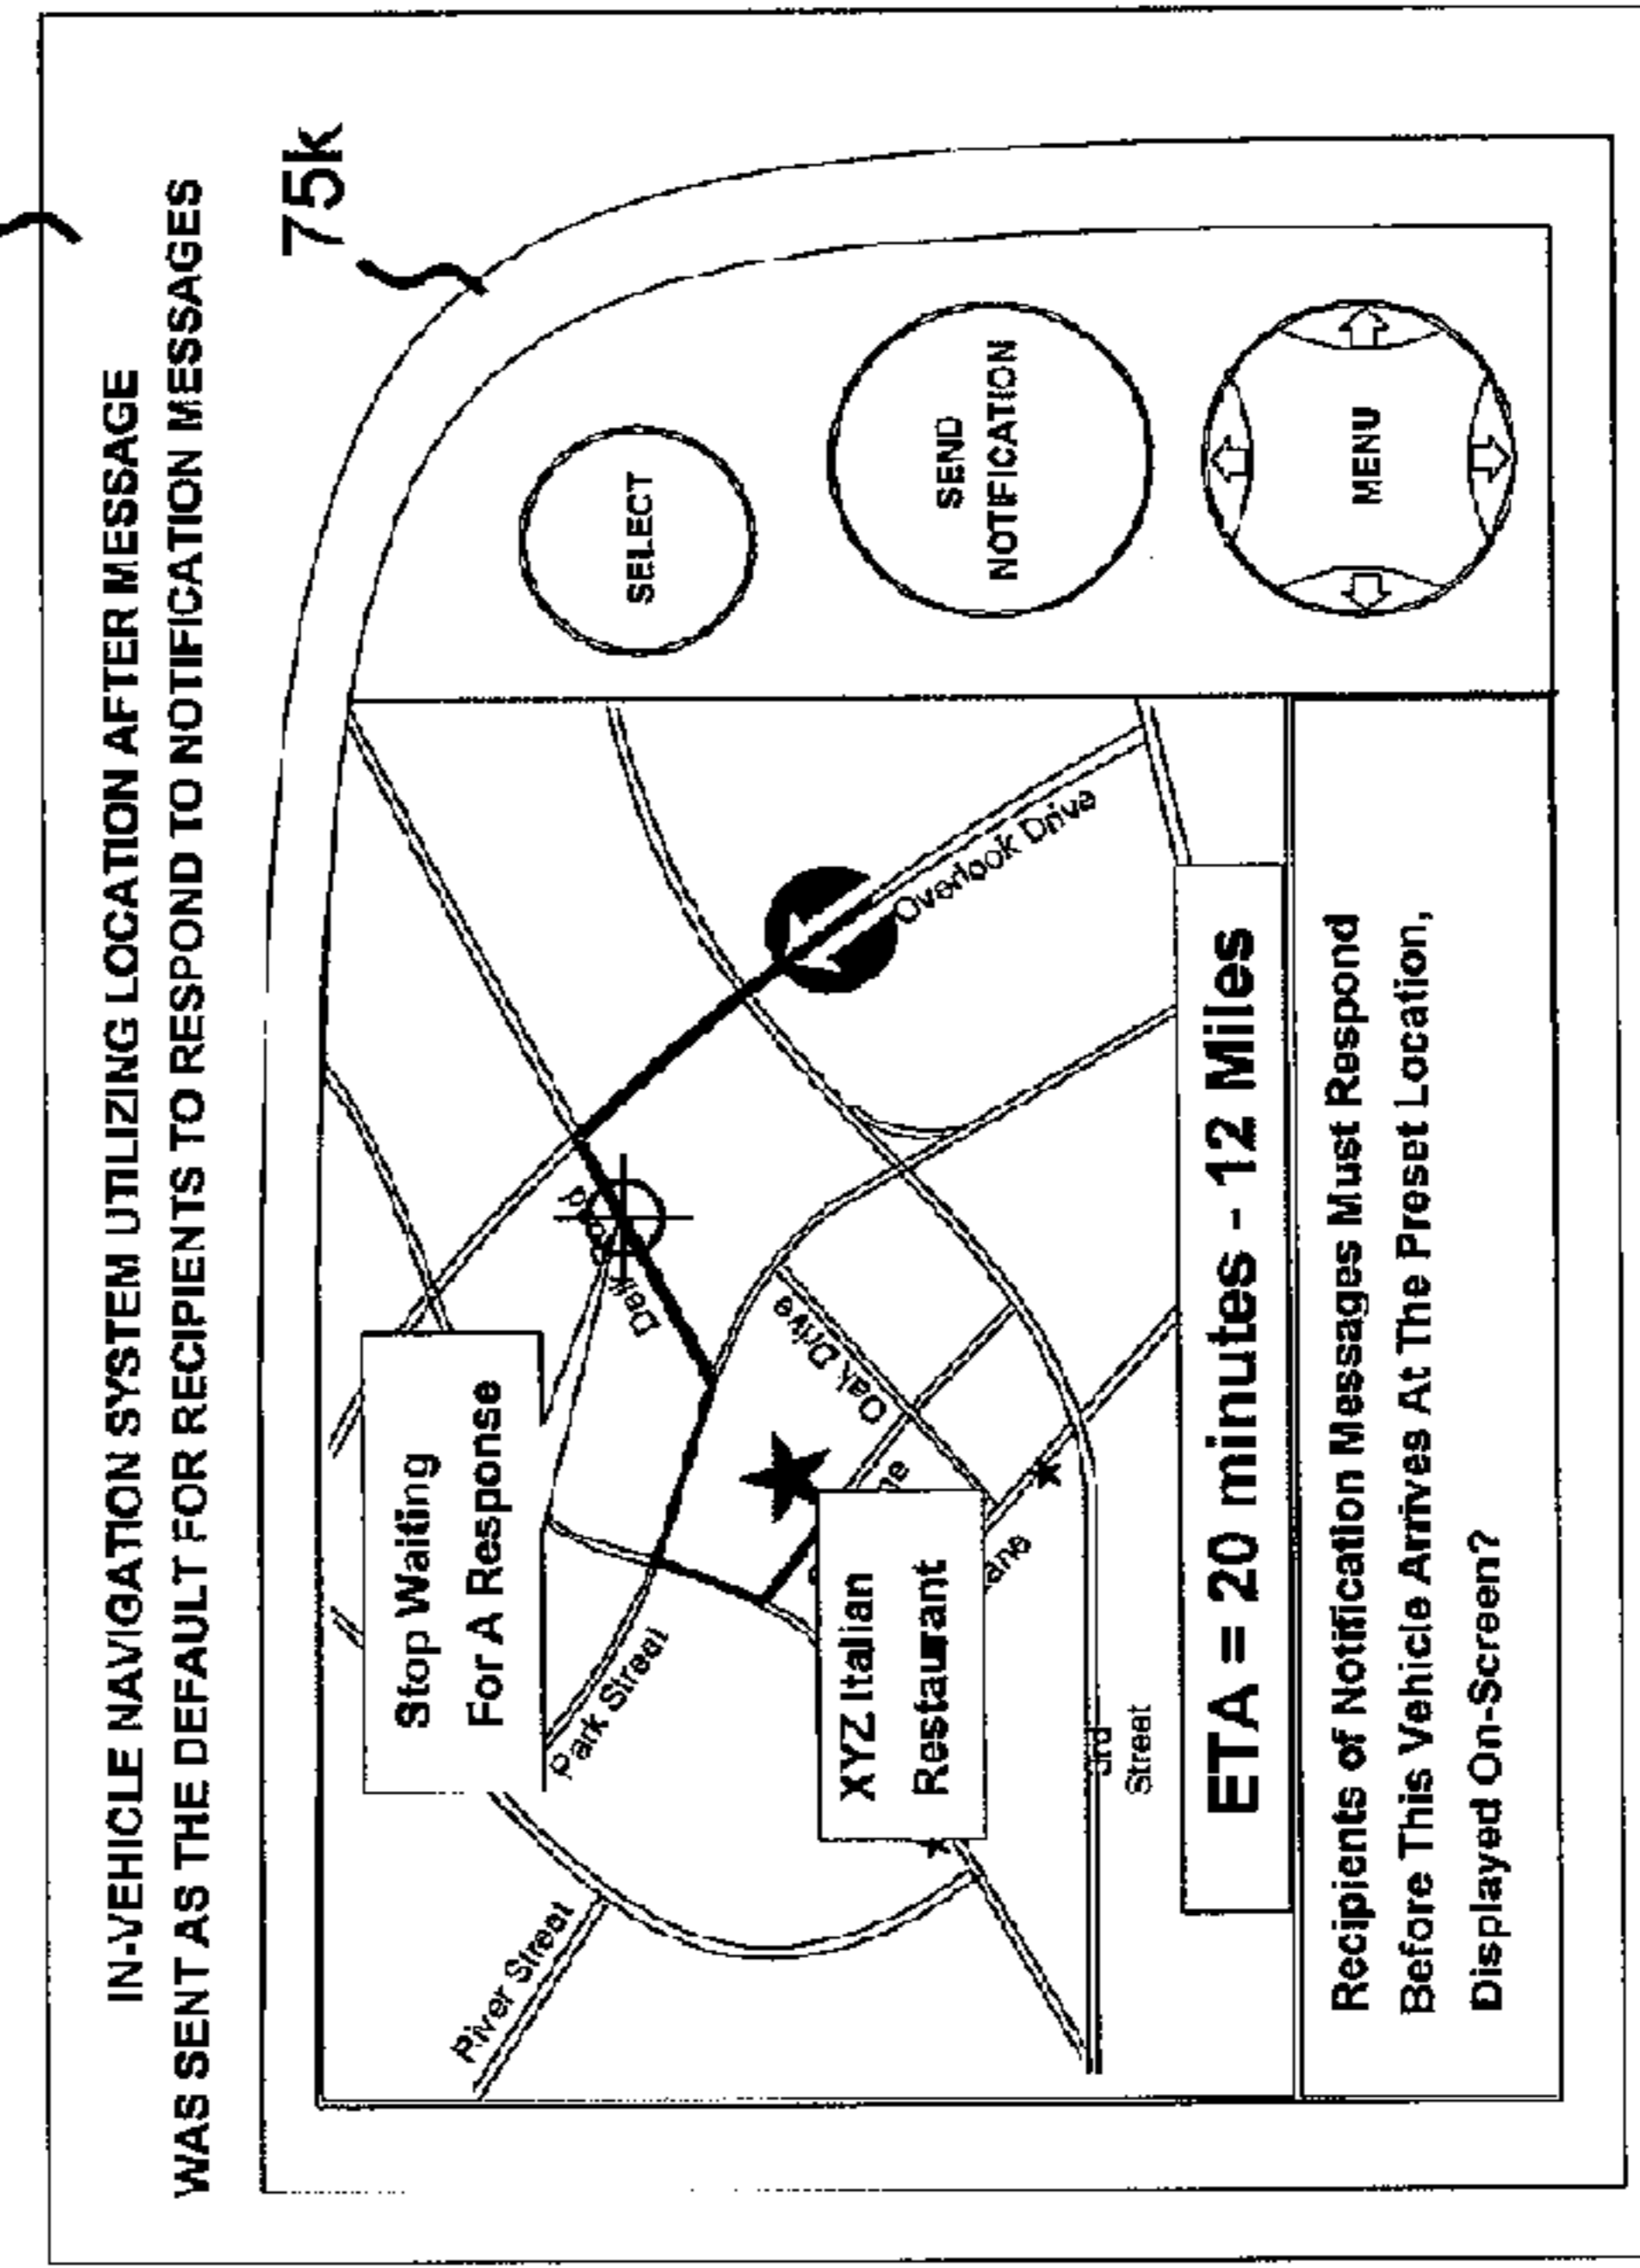 IN-VEHICLE NAVIGATION SYSTEM UTILIZING LOCATION AFTER MESSAGE
WAS SENT AS THE DEFAULT FOR RECIPIENTS TO RESPOND TO NOTIFICATION MESSAGES
75k
Stop Waiting
For A Response
River Street
Park Street
Oak Drive
Overlook Drive
XYZ Italian
Restaurant
3rd
Street
SELECT
SEND
NOTIFICATION
MENU
ETA = 20 minutes - 12 Miles
Recipients of Notification Messages Must Respond
Before This Vehicle Arrives At The Preset Location,
Displayed On-Screen?